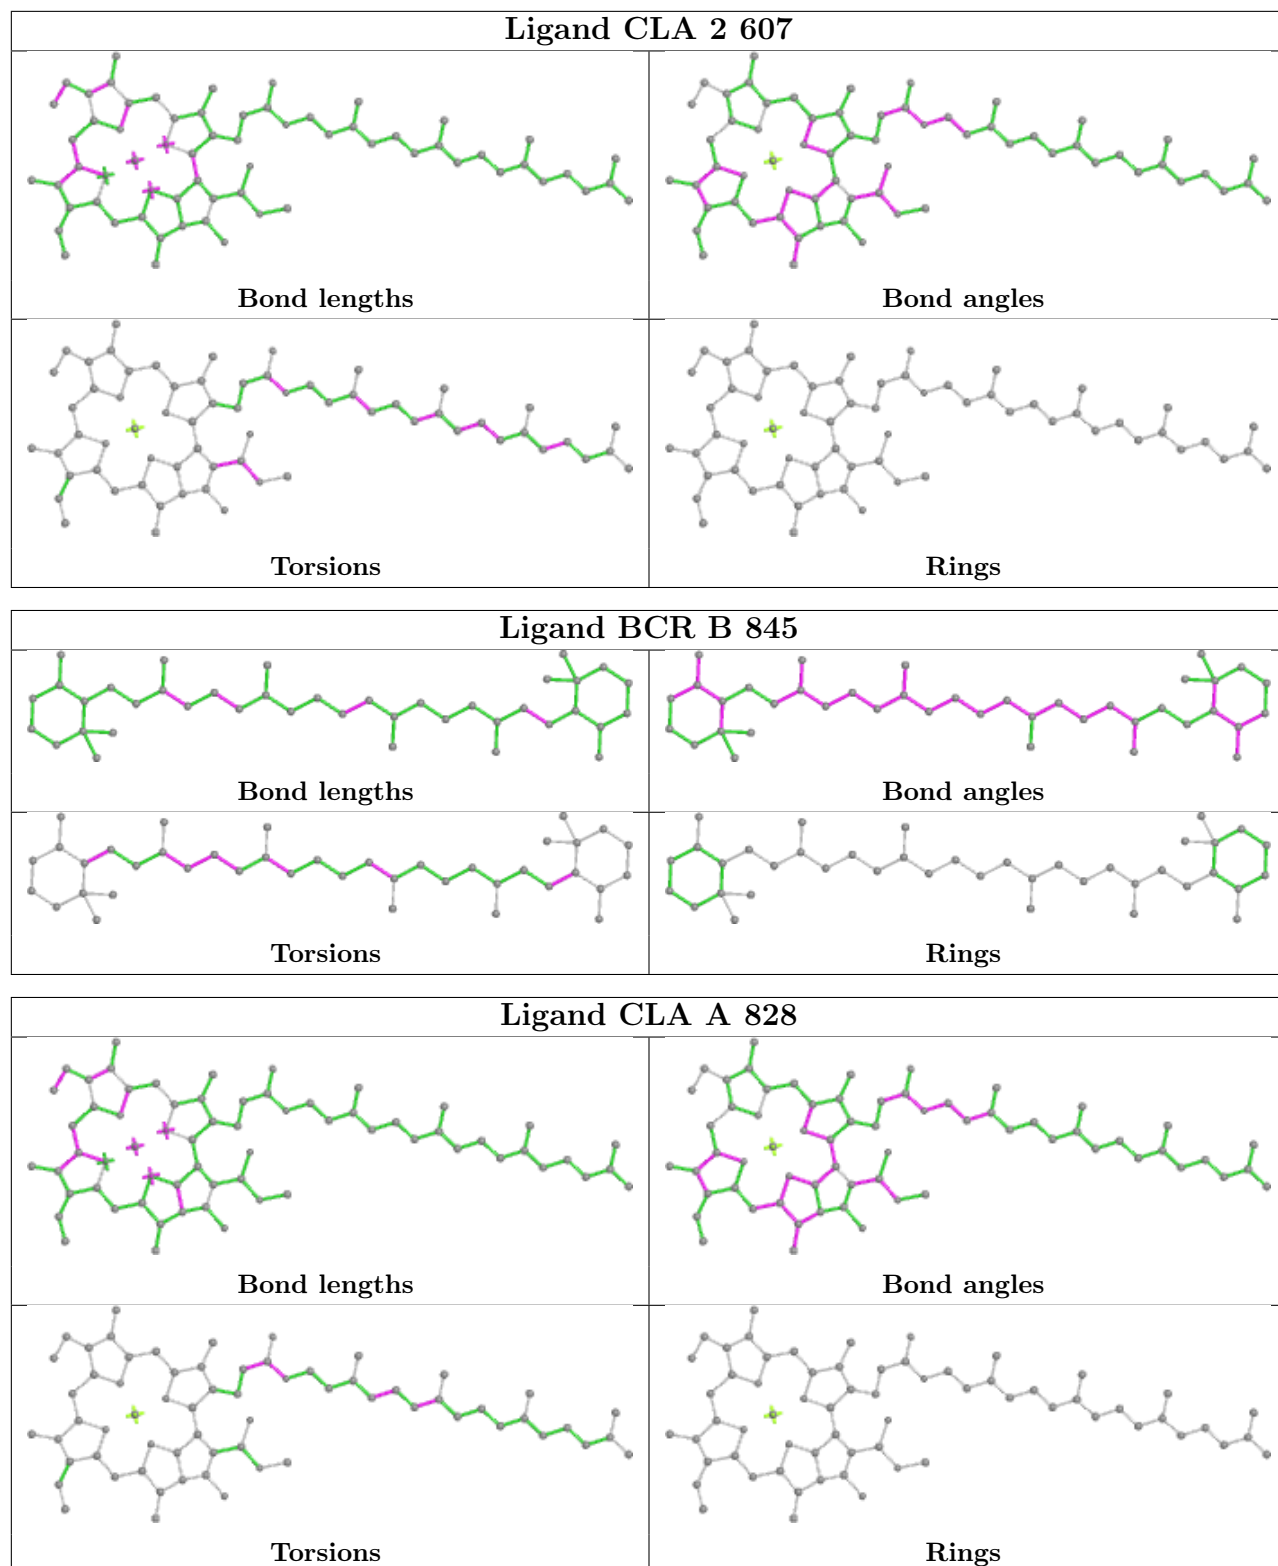 Ligand CLA 2 607
Bond lengths
Bond angles
Torsions
Rings
Ligand BCR B 845
Bond lengths
Bond angles
Torsions
Rings
Ligand CLA A 828
Bond lengths
Bond angles
Torsions
Rings